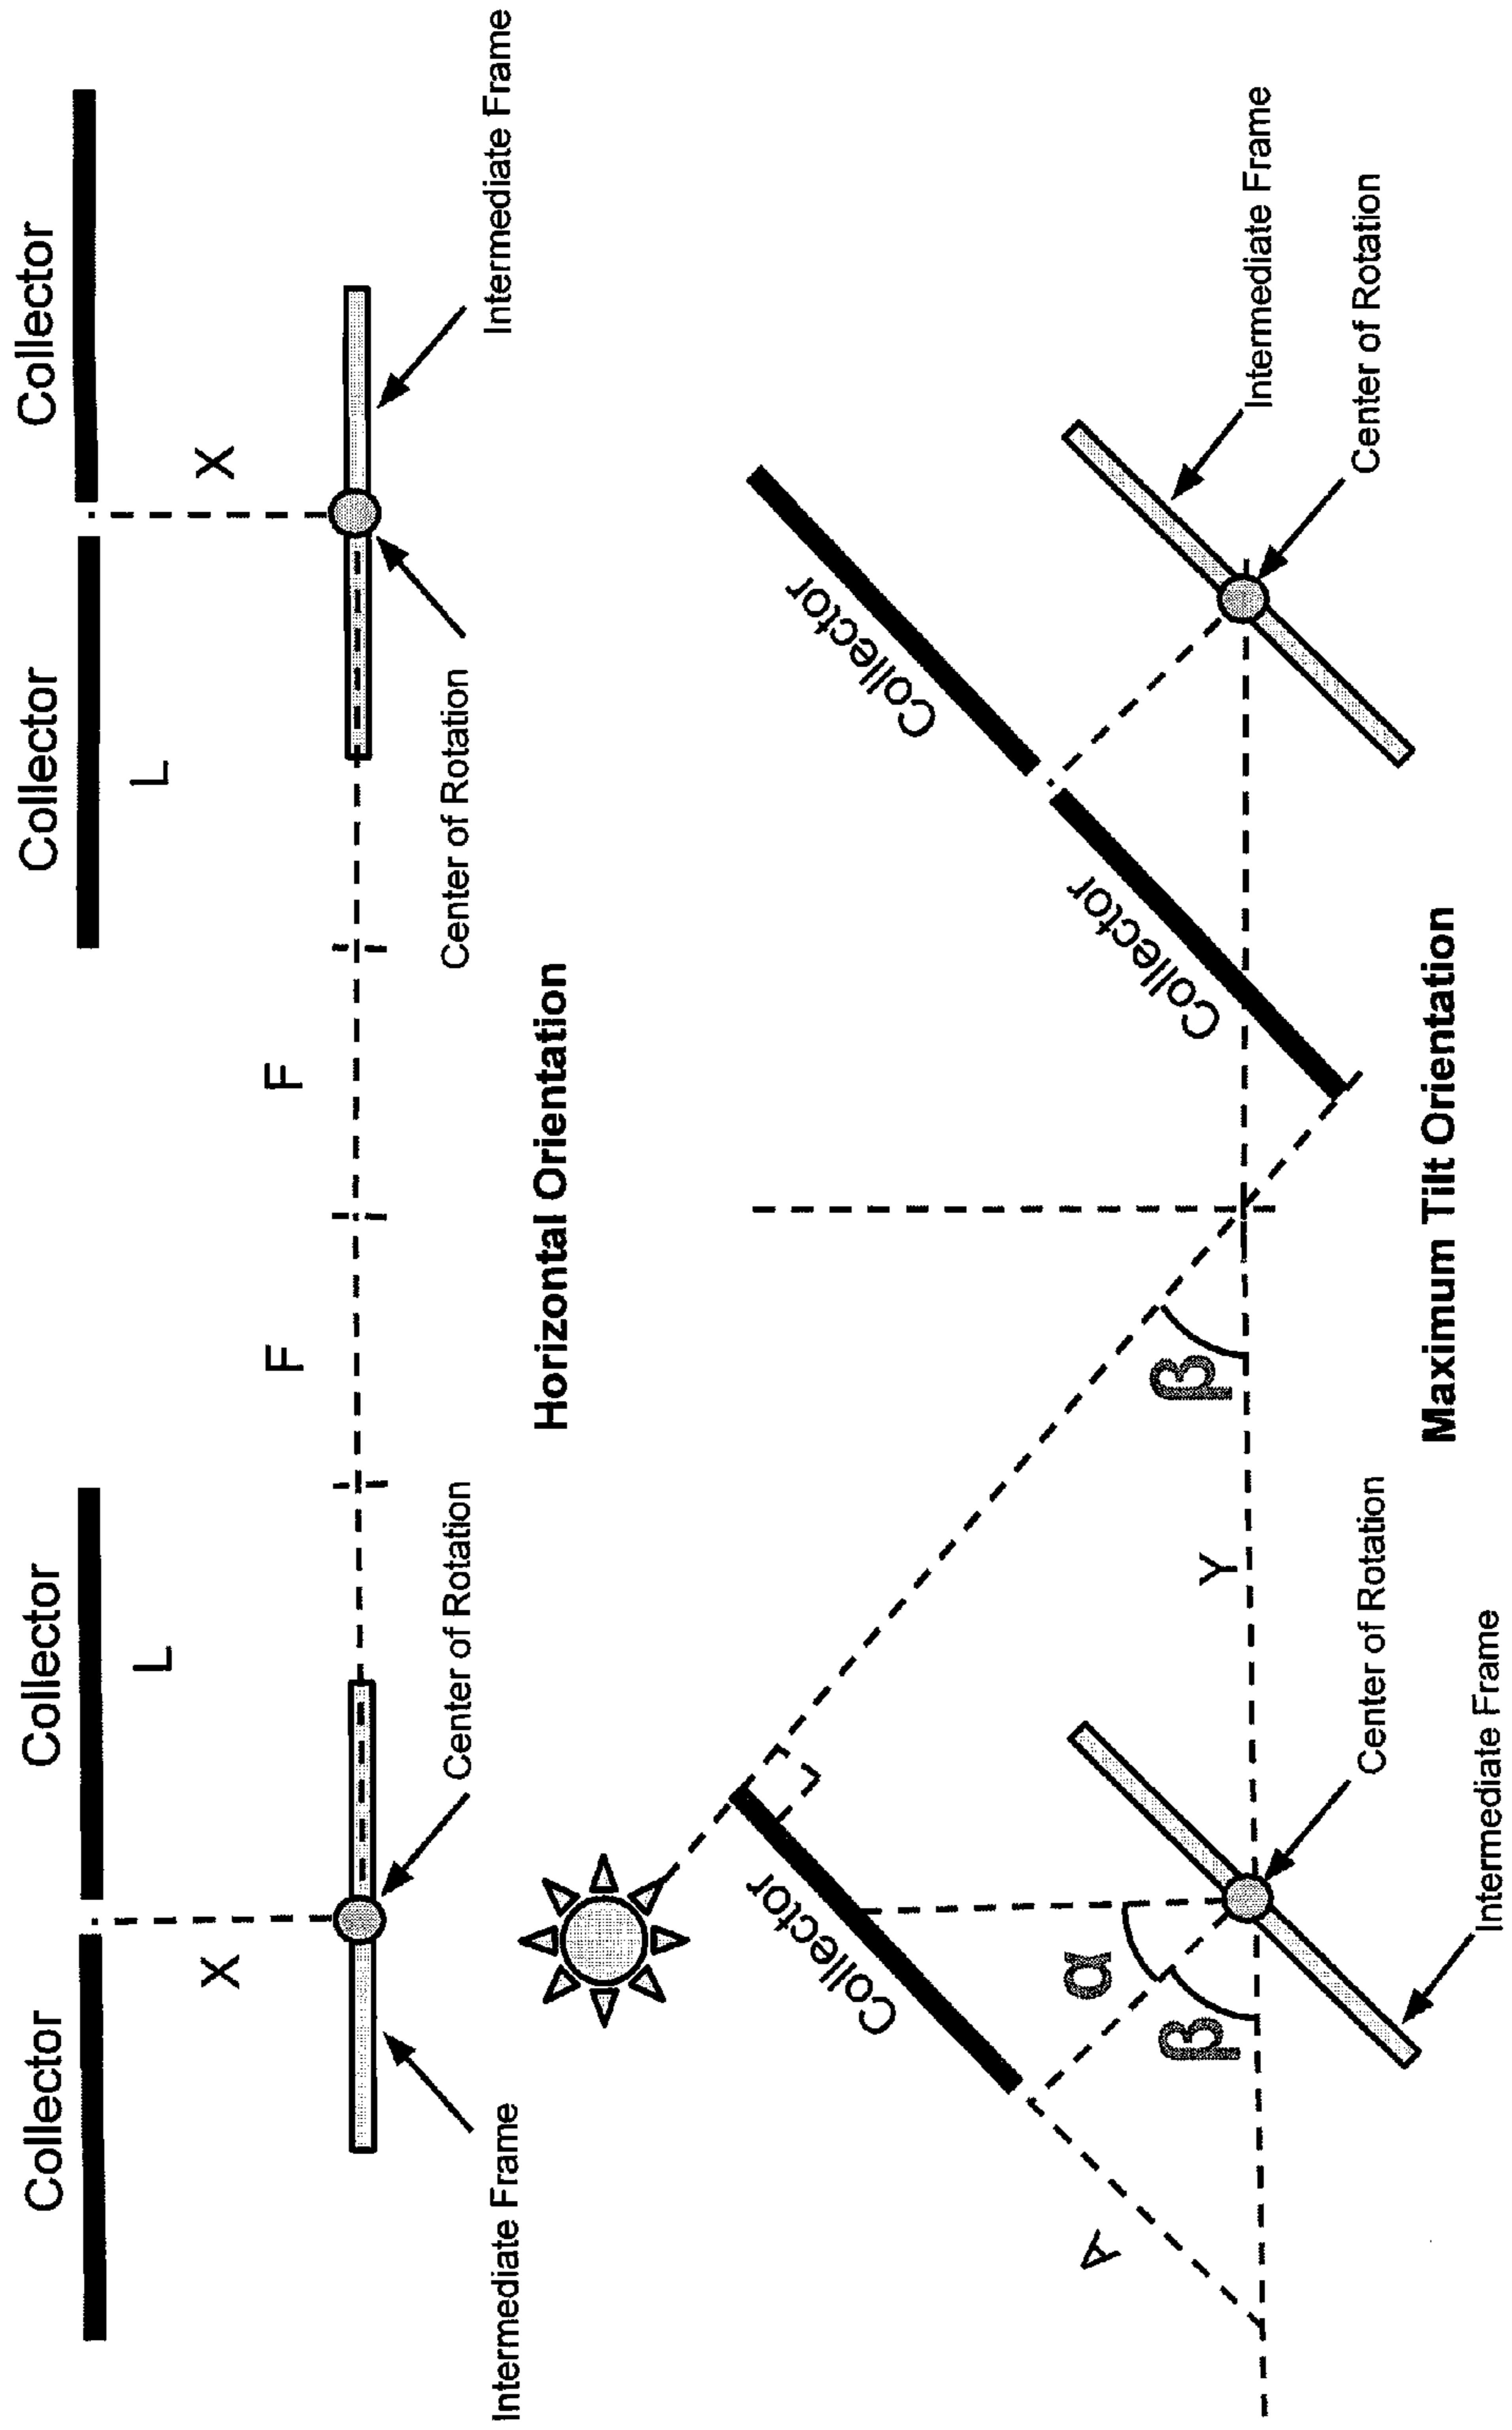 Collector
Collector
Collector
Collector
L
L
X
X
F
F
Center of Rotation
Center of Rotation
Intermediate Frame
Intermediate Frame
Horizontal Orientation
Collector
Collector
Collector
A
α
β
β
Y
Intermediate Frame
Center of Rotation
Center of Rotation
Intermediate Frame
Maximum Tilt Orientation